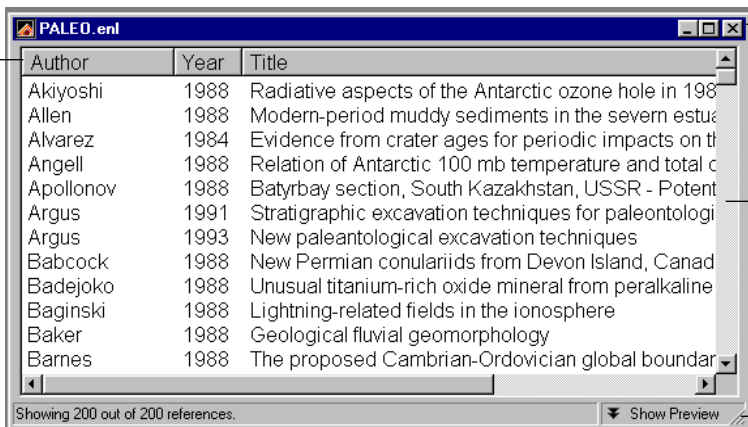 PALEO.enl
Author Year Title
Akiyoshi 1988 Radiative aspects of the Antarctic ozone hole in 198
Allen 1988 Modern-period muddy sediments in the severn estua
Alvarez 1984 Evidence from crater ages for periodic impacts on th
Angell 1988 Relation of Antarctic 100 mb temperature and total o
Apollonov 1988 Batyrbay section, South Kazakhstan, USSR - Potent
Argus 1991 Stratigraphic excavation techniques for paleontologi
Argus 1993 New paleantological excavation techniques
Babcock 1988 New Permian conulariids from Devon Island, Canad
Badejoko 1988 Unusual titanium-rich oxide mineral from peralkaline
Baginski 1988 Lightning-related fields in the ionosphere
Baker 1988 Geological fluvial geomorphology
Barnes 1988 The proposed Cambrian-Ordovician global boundar
Showing 200 out of 200 references. Show Preview